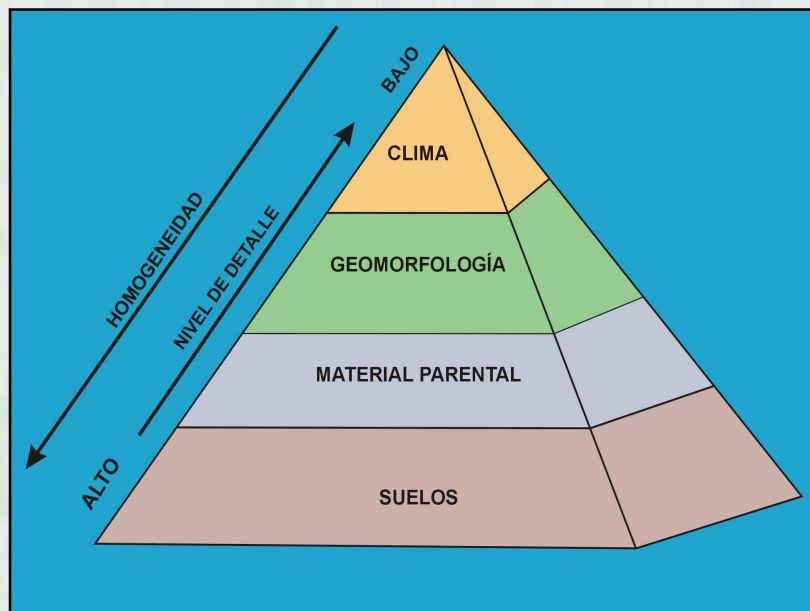 BAJO
CLIMA
HOMOGENEIDAD
NIVEL DE DETALLE
GEOMORFOLOGÍA
MATERIAL PARENTAL
ALTO
SUELOS